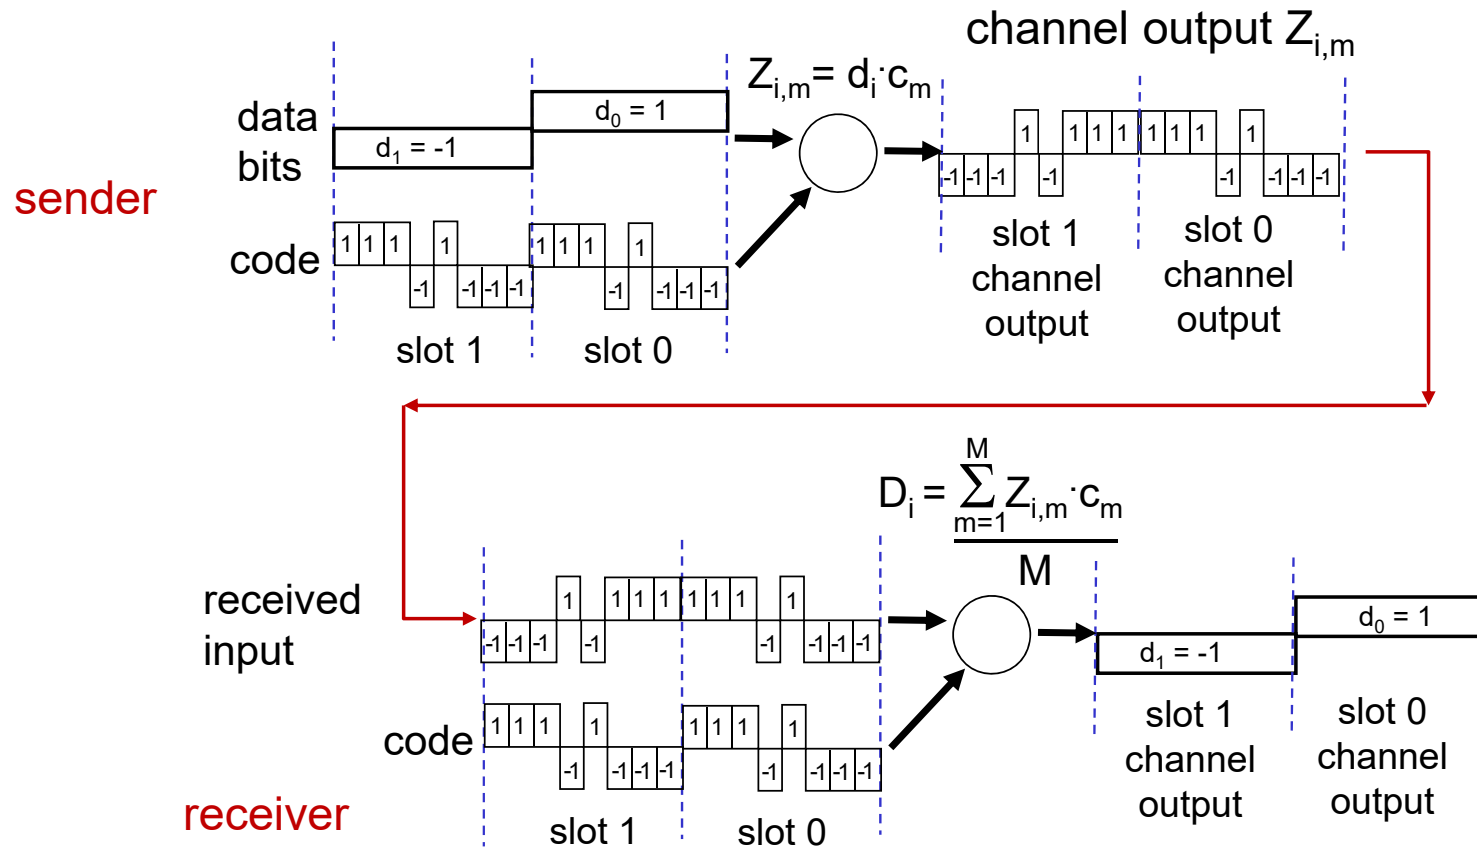 channel output Z_{i,m}
Z_{i,m} = d_i · c_m
data
bits
d_0 = 1
d_1 = -1
1 1 1 -1 1 -1 -1 -1 1 1 1 -1 1 -1 -1 -1
code
slot 1 slot 0
sender
-1 -1 -1 1 -1 1 1 1 1 1 1 -1 1 -1 -1 -1
slot 1
channel
output
slot 0
channel
output
D_i = Σ_{m=1}^{M} Z_{i,m} · c_m
M
received
input
-1 -1 -1 1 -1 1 1 1 1 1 1 -1 1 -1 -1 -1
code
1 1 1 -1 1 -1 -1 -1 1 1 1 -1 1 -1 -1 -1
slot 1 slot 0
receiver
d_0 = 1
d_1 = -1
slot 1
channel
output
slot 0
channel
output